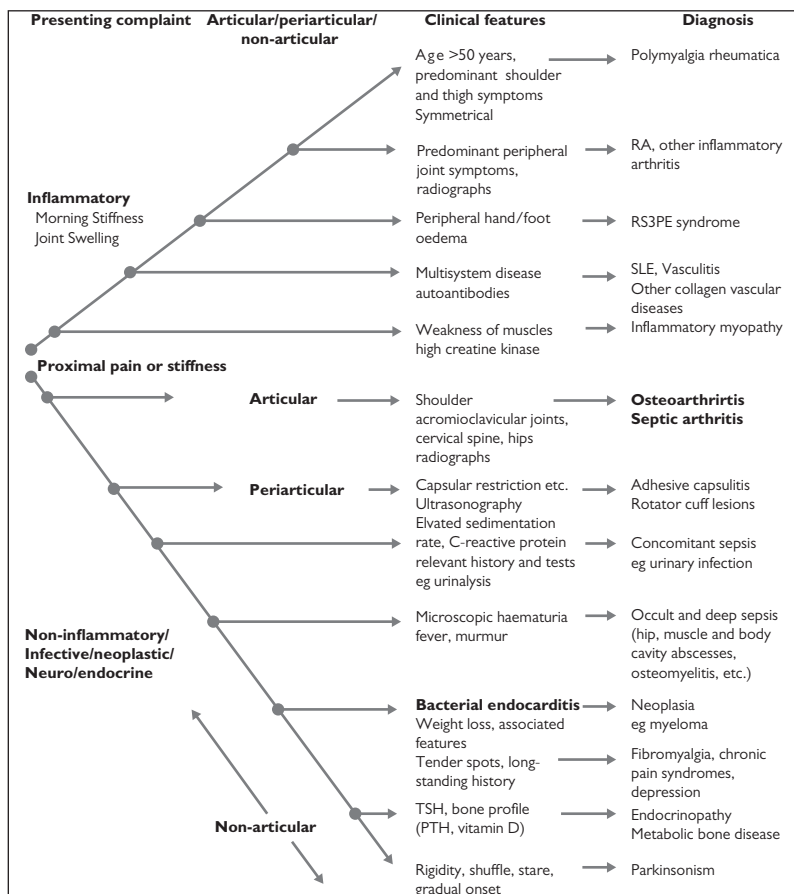 Presenting complaint
Articular/periarticular/
non-articular
Clinical features
Diagnosis
Age >50 years,
predominant shoulder
and thigh symptoms
Symmetrical
Polymyalgia rheumatica
Predominant peripheral
joint symptoms,
radiographs
RA, other inflammatory
arthritis
Inflammatory
Morning Stiffness
Joint Swelling
Peripheral hand/foot
oedema
RS3PE syndrome
Multisystem disease
autoantibodies
SLE, Vasculitis
Other collagen vascular
diseases
Weakness of muscles
high creatine kinase
Inflammatory myopathy
Proximal pain or stiffness
Articular
Shoulder
acromioclavicular joints,
cervical spine, hips
radiographs
Osteoarthrirtis
Septic arthritis
Periarticular
Capsular restriction etc.
Ultrasonography
Elvated sedimentation
rate, C-reactive protein
relevant history and tests
eg urinalysis
Adhesive capsulitis
Rotator cuff lesions
Concomitant sepsis
eg urinary infection
Non-inflammatory/
Infective/neoplastic/
Neuro/endocrine
Microscopic haematuria
fever, murmur
Occult and deep sepsis
(hip, muscle and body
cavity abscesses,
osteomyelitis, etc.)
Bacterial endocarditis
Weight loss, associated
features
Tender spots, long-
standing history
Neoplasia
eg myeloma
Fibromyalgia, chronic
pain syndromes,
depression
Non-articular
TSH, bone profile
(PTH, vitamin D)
Endocrinopathy
Metabolic bone disease
Rigidity, shuffle, stare,
gradual onset
Parkinsonism